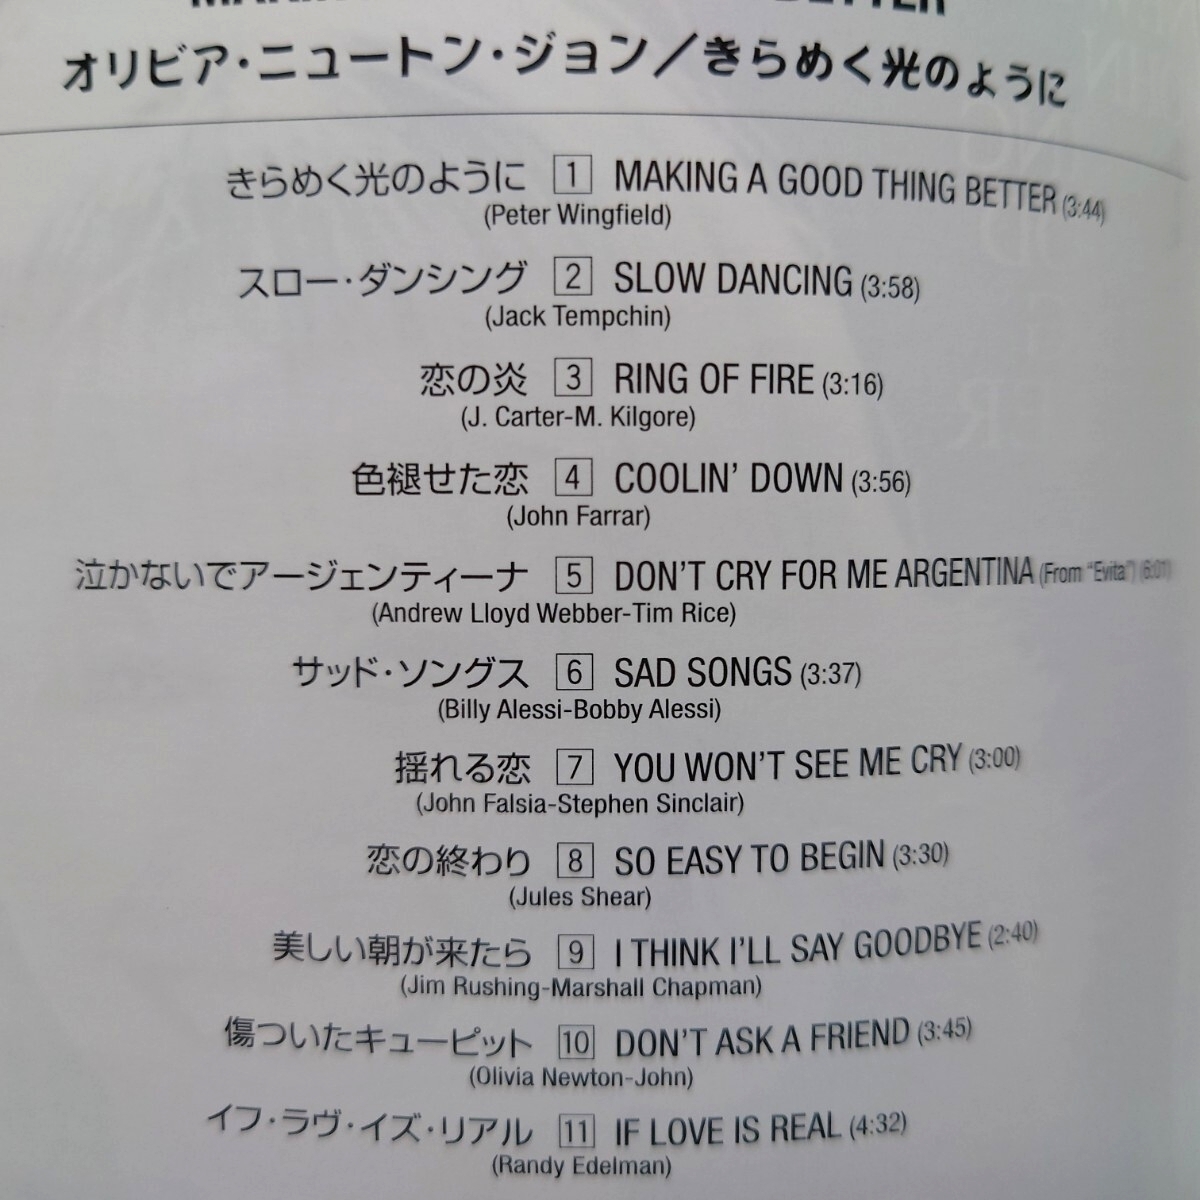 オリビア・ニュートン・ジョン／きらめく光のように
きらめく光のように 1 MAKING A GOOD THING BETTER (3:44)
(Peter Wingfield)
スロー・ダンシング 2 SLOW DANCING (3:58)
(Jack Tempchin)
恋の炎 3 RING OF FIRE (3:16)
(J. Carter-M. Kilgore)
色褪せた恋 4 COOLIN' DOWN (3:56)
(John Farrar)
泣かないでアージェンティーナ 5 DON'T CRY FOR ME ARGENTINA (From "Evita") (6:01)
(Andrew Lloyd Webber-Tim Rice)
サッド・ソングス 6 SAD SONGS (3:37)
(Billy Alessi-Bobby Alessi)
揺れる恋 7 YOU WON'T SEE ME CRY (3:00)
(John Falsia-Stephen Sinclair)
恋の終わり 8 SO EASY TO BEGIN (3:30)
(Jules Shear)
美しい朝が来たら 9 I THINK I'LL SAY GOODBYE (2:40)
(Jim Rushing-Marshall Chapman)
傷ついたキューピット 10 DON'T ASK A FRIEND (3:45)
(Olivia Newton-John)
イフ・ラヴ・イズ・リアル 11 IF LOVE IS REAL (4:32)
(Randy Edelman)